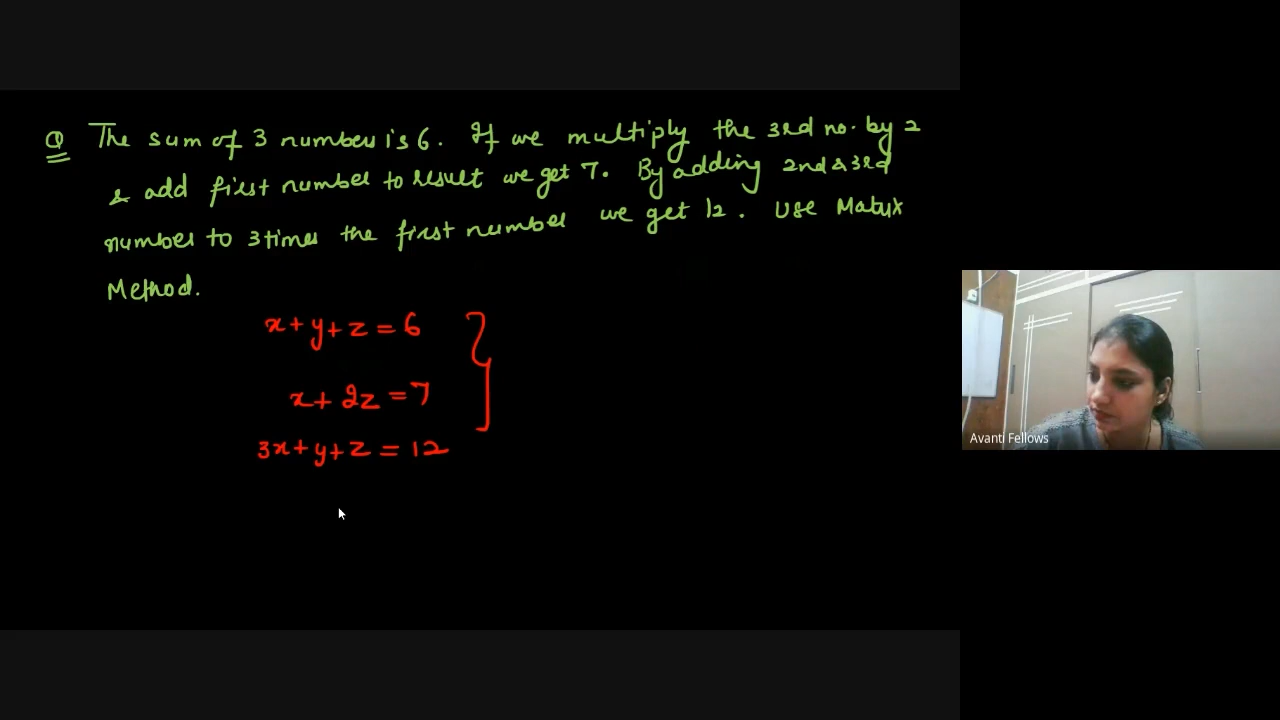 Q The sum of 3 number is 6. If we multiply the 3rd no. by 2
& add first number to result we get 7. By adding 2nd & 3rd
number to 3 times the first number we get 12. Use Matrix
Method.
x+y+z=6
x+2z=7
3x+y+z=12
Avanti Fellows